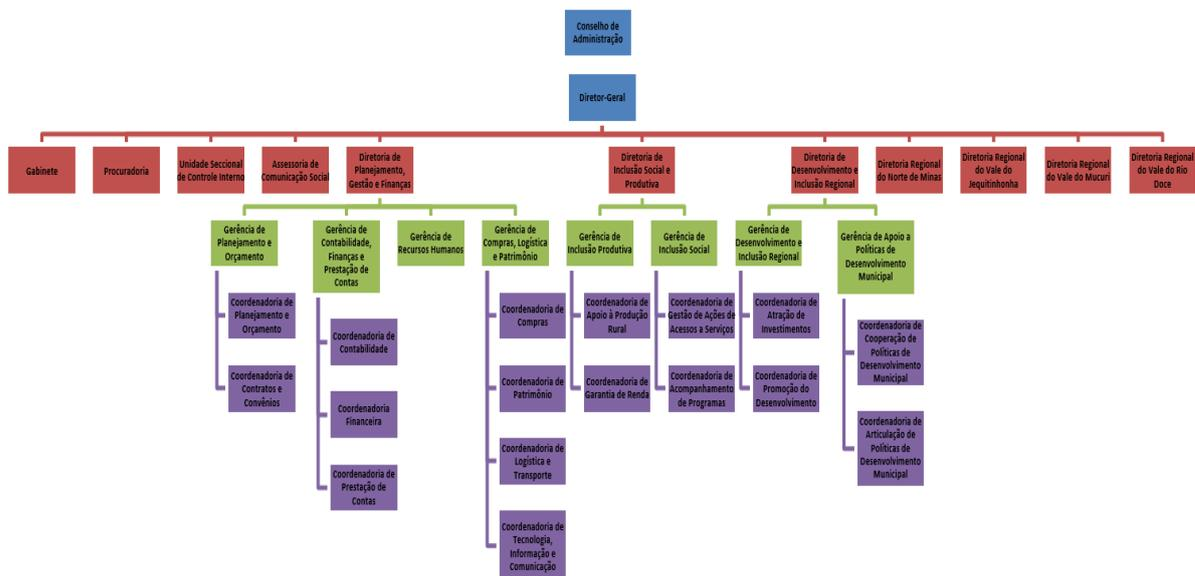 Conselho de
Administração
Diretor-Geral
Gabinete
Procuradoria
Unidade Seccional
de Controle Interno
Assessoria de
Comunicação Social
Diretoria de
Planejamento,
Gestão e Finanças
Diretoria de
Inclusão Social e
Produtiva
Diretoria de
Desenvolvimento e
Inclusão Regional
Diretoria Regional
do Norte de Minas
Diretoria Regional
do Vale do
Jequitinhonha
Diretoria Regional
do Vale do Mucuri
Diretoria Regional
do Vale do Rio
Doce
Gerência de
Planejamento e
Orçamento
Gerência de
Contabilidade,
Finanças e
Prestação de
Contas
Gerência de
Recursos Humanos
Gerência de
Compras, Logística
e Patrimônio
Gerência de
Inclusão Produtiva
Gerência de
Inclusão Social
Gerência de
Desenvolvimento e
Inclusão Regional
Gerência de Apoio a
Políticas de
Desenvolvimento
Municipal
Coordenadoria de
Planejamento e
Orçamento
Coordenadoria de
Contratos e
Convênios
Coordenadoria de
Contabilidade
Coordenadoria
Financeira
Coordenadoria de
Prestação de
Contas
Coordenadoria de
Compras
Coordenadoria de
Patrimônio
Coordenadoria de
Logística e
Transporte
Coordenadoria de
Tecnologia,
Informação e
Comunicação
Coordenadoria de
Apoio à Produção
Rural
Coordenadoria de
Garantia de Renda
Coordenadoria de
Gestão de Ações de
Acessos a Serviços
Coordenadoria de
Acompanhamento
de Programas
Coordenadoria de
Atração de
Investimentos
Coordenadoria de
Promoção do
Desenvolvimento
Coordenadoria de
Cooperação de
Políticas de
Desenvolvimento
Municipal
Coordenadoria de
Articulação de
Políticas de
Desenvolvimento
Municipal